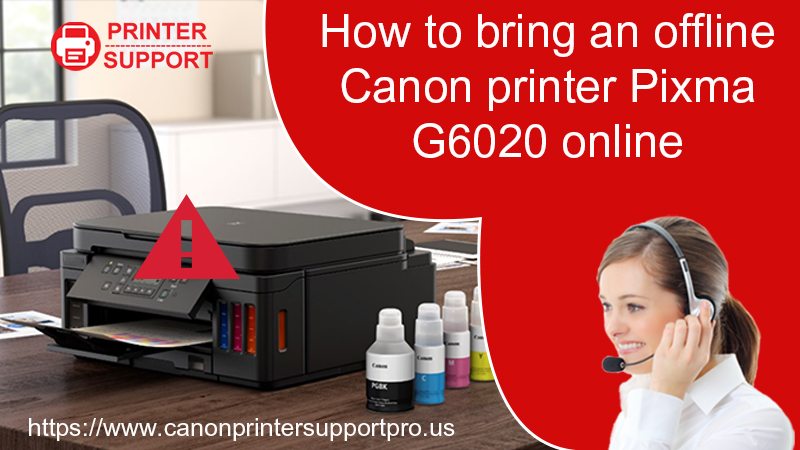 PRINTER
SUPPORT
How to bring an offline
Canon printer Pixma
G6020 online
Canon
PGBK
Canon
C
M
Y
https://www.canonprintersupportpro.us